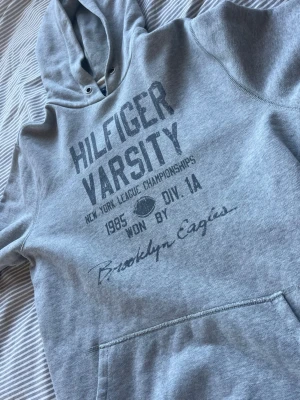 HILFIGER
VARSITY
NEW YORK LEAGUE CHAMPIONSHIPS
1985 DIV. 1A
WON BY
Brooklyn Eagles